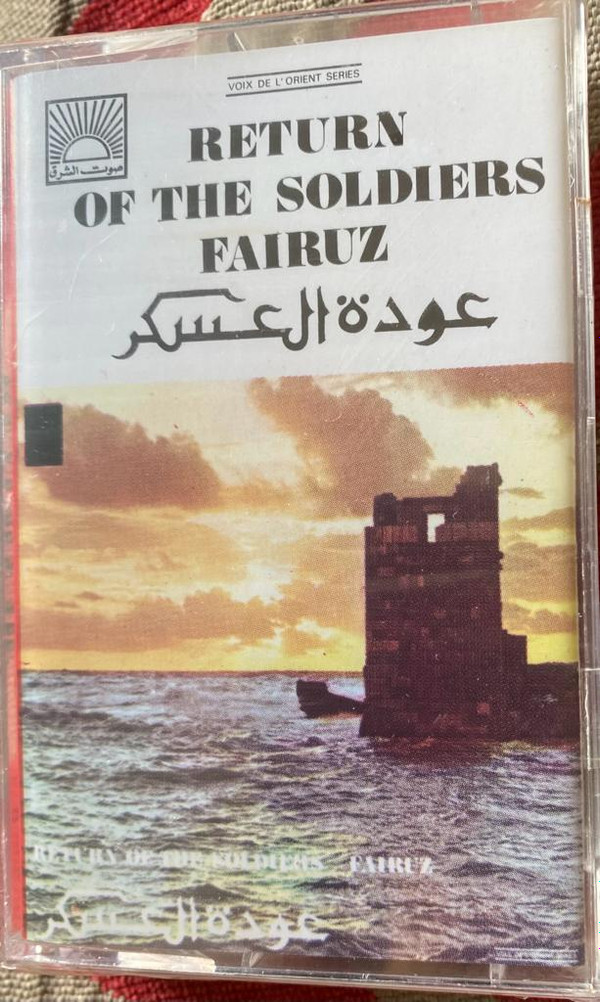 VOIX DE L'ORIENT SERIES
صوت الشرق
RETURN
OF THE SOLDIERS
FAIRUZ
عودة العسكر
RETURN OF THE SOLDIERS FAIRUZ
عودة العسكر